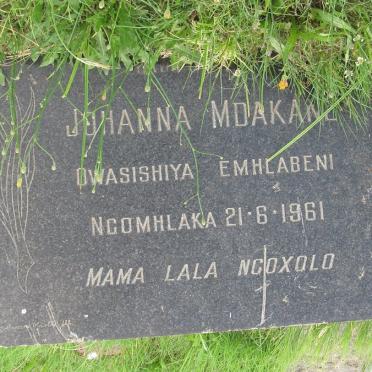 JOHANNA MDAKANE
OWASISHIYA EMHLABENI
NGOMHLAKA 21·6·1961
MAMA LALA NGOXOLO